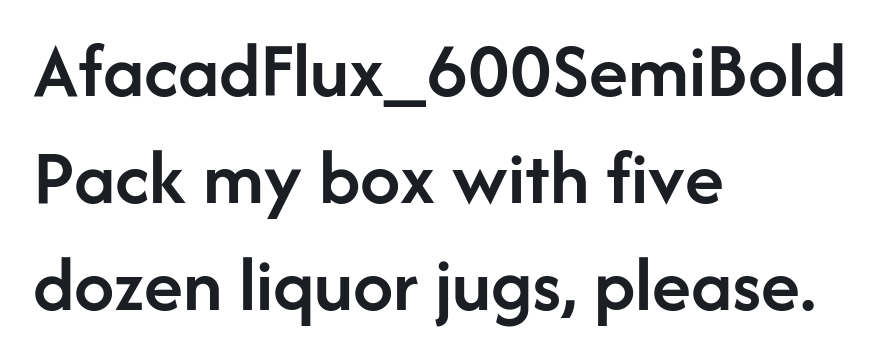 AfacadFlux_600SemiBold
Pack my box with five
dozen liquor jugs, please.